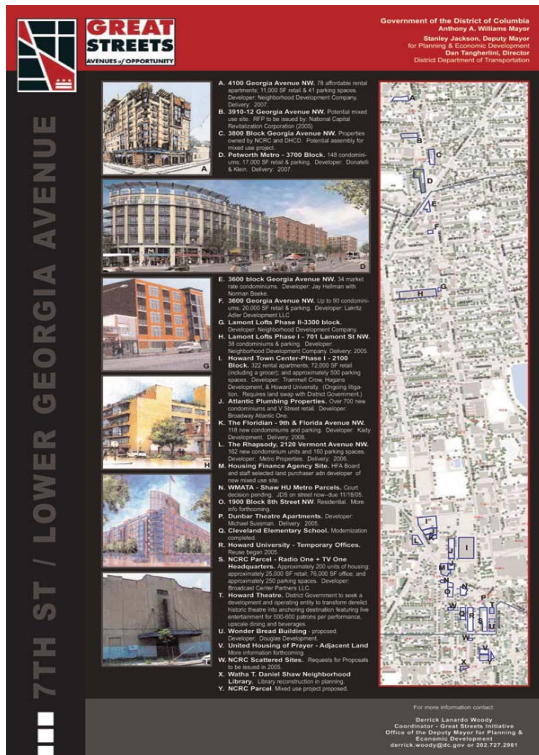 GREAT
STREETS
AVENUES of OPPORTUNITY
Government of the District of Columbia
Anthony A. Williams Mayor
Stanley Jackson, Deputy Mayor
for Planning & Economic Development
Dan Tangherlini, Director
District Department of Transportation
7TH ST / LOWER GEORGIA AVENUE
A. 4100 Georgia Avenue NW. 78 affordable rental
apartments; 11,000 SF retail & 41 parking spaces.
Developer: Neighborhood Development Company.
Delivery: 2007.
B. 3910-12 Georgia Avenue NW. Potential mixed
use site. RFP to be issued by: National Capital
Revitalization Corporation (2005)
C. 3800 Block Georgia Avenue NW. Properties
owned by NCRC and DHCD. Potential assembly for
mixed use project.
D. Petworth Metro - 3700 Block. 148 condomini-
ums; 17,000 SF retail & parking. Developer: Donatelli
& Klein. Delivery: 2007.
A
D
E. 3600 block Georgia Avenue NW. 34 market
rate condominiums. Developer: Jay Hellman with
Norman
F. 3600 Georgia Avenue NW. Up to 90 condomini-
ums; 20,000 SF retail & parking. Developer:
Adler Development LLC
G. Lamont Lofts Phase II-3300 block.
Developer: Neighborhood Development Company.
H. Lamont Lofts Phase I - 701 Lamont St NW.
38 condominiums & parking. Developer:
Neighborhood Development Company. Delivery: 2005.
I. Howard Town Center-Phase I - 2100
Block. 322 rental apartments; 72,000 SF retail
(including a grocer); and approximately 500 parking
spaces. Developer: Trammell Crow, Hagans
Development, & Howard University. (Ongoing litiga-
tion. Requires land swap with District Government.)
J. Atlantic Plumbing Properties. Over 700 new
condominiums and V Street retail. Developer:
Broadway Atlantic One.
K. The Floridian - 9th & Florida Avenue NW.
118 new condominiums and parking. Developer: Kady
Development. Delivery: 2008.
L. The Rhapsody, 2120 Vermont Avenue NW.
162 new condominium units and 160 parking spaces.
Developer: Metro Properties. Delivery: 2006.
M. Housing Finance Agency Site. HFA Board
and staff selected land purchaser adn developer of
new mixed use site.
N. WMATA - Shaw HU Metro Parcels. Court
decision pending. JDS on street now--due 11/18/05.
O. 1900 Block 8th Street NW. Residential. More
info forthcoming.
P. Dunbar Theatre Apartments. Developer:
Michael Sussman. Delivery: 2005.
Q. Cleveland Elementary School. Modernization
completed.
R. Howard University - Temporary Offices.
Reuse began 2005.
S. NCRC Parcel - Radio One + TV One
Headquarters. Approximately 200 units of housing;
approximately 25,000 SF retail; 76,000 SF office; and
approximately 250 parking spaces. Developer:
Broadcast Center Partners LLC.
T. Howard Theatre. District Government to seek a
development and operating entity to transform derelict
historic theatre into anchoring destination featuring live
entertainment for 500-600 patrons per performance,
upscale dining and beverages.
U. Wonder Bread Building - proposed.
Developer: Douglas Development.
V. United Housing of Prayer - Adjacent Land
More information forthcoming.
W. NCRC Scattered Sites. Requests for Proposals
to be issued in 2005.
X. Watha T. Daniel Shaw Neighborhood
Library. Library reconstruction in planning.
Y. NCRC Parcel. Mixed use project proposed.
G
H
For more information contact:
Derrick Lanardo Woody
Coordinator - Great Streets Initiative
Office of the Deputy Mayor for Planning &
Economic Development
derrick.woody@dc.gov or 202.727.2981